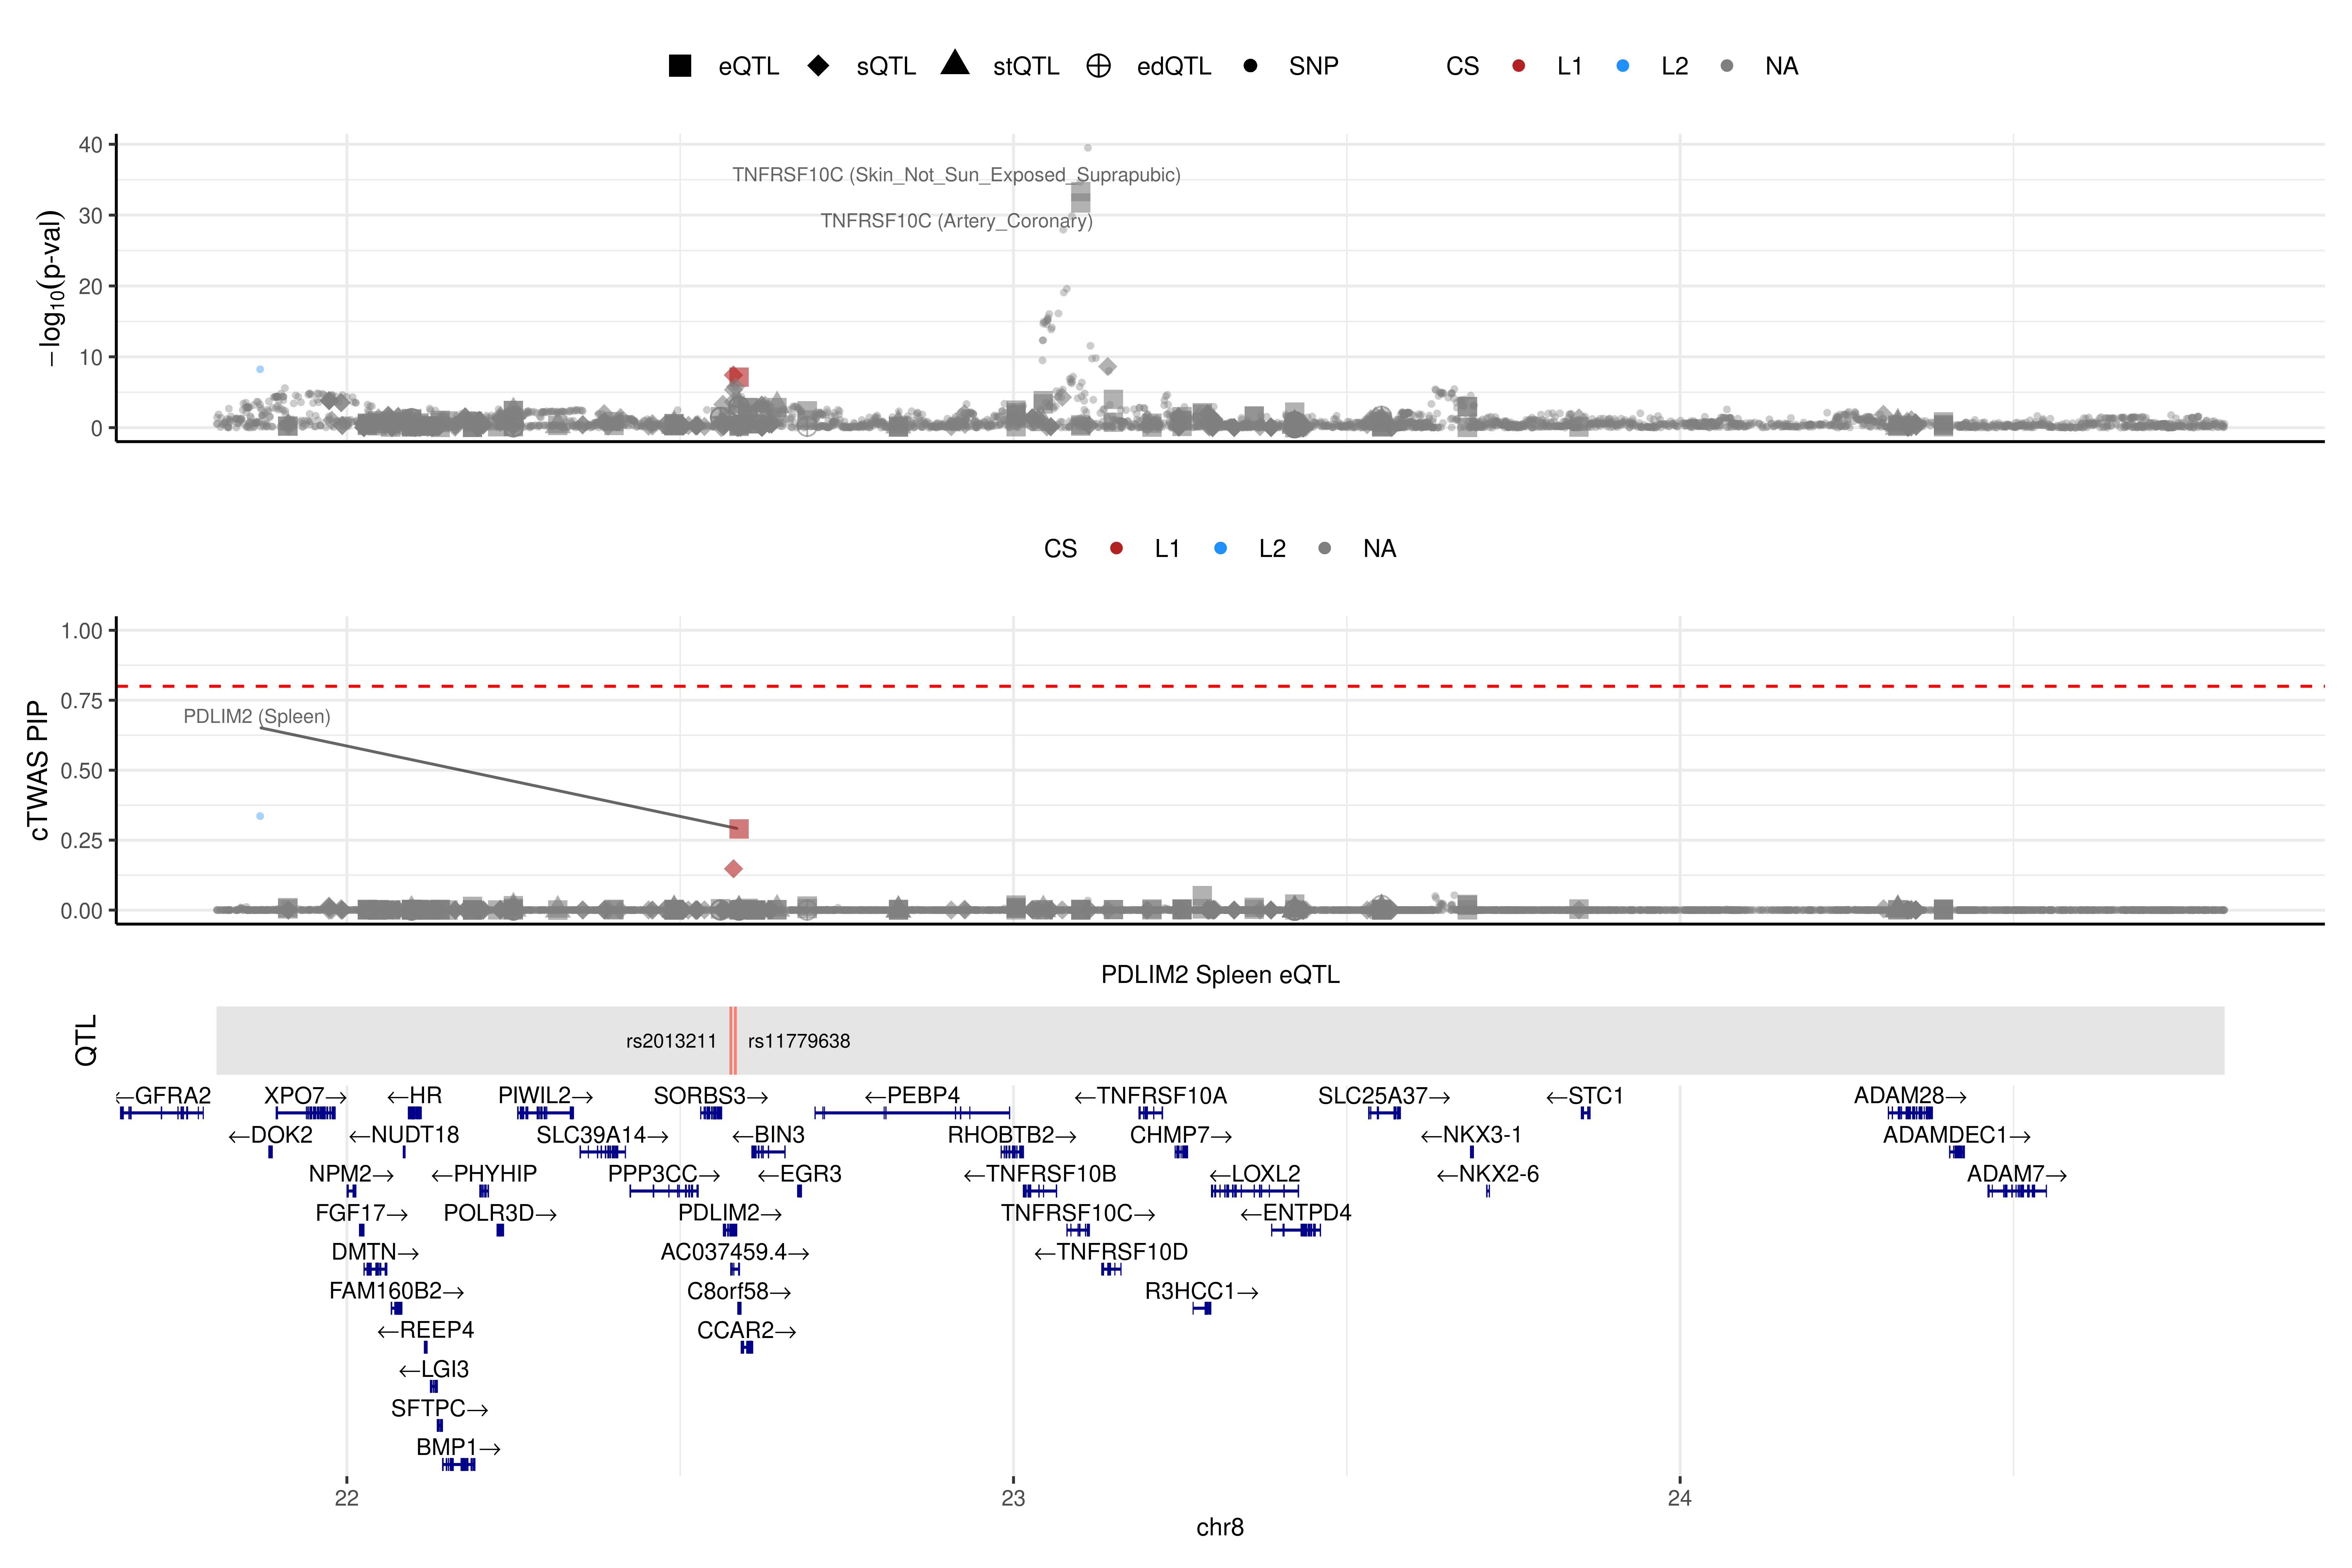 eQTL sQTL stQTL edQTL SNP CS L1 L2 NA
40
30
20
10
0
−log10(p-val)
TNFRSF10C (Skin_Not_Sun_Exposed_Suprapubic)
TNFRSF10C (Artery_Coronary)
CS L1 L2 NA
1.00
0.75
0.50
0.25
0.00
cTWAS PIP
PDLIM2 (Spleen)
PDLIM2 Spleen eQTL
QTL
rs2013211 rs11779638
←GFRA2 XPO7→ ←HR PIWIL2→ SORBS3→ ←PEBP4 ←TNFRSF10A SLC25A37→ ←STC1 ADAM28→
←DOK2 ←NUDT18 SLC39A14→ ←BIN3 RHOBTB2→ CHMP7→ ←NKX3-1 ADAMDEC1→
NPM2→ ←PHYHIP PPP3CC→ ←EGR3 ←TNFRSF10B ←LOXL2 ←NKX2-6 ADAM7→
FGF17→ POLR3D→ PDLIM2→ TNFRSF10C→ ←ENTPD4
DMTN→ AC037459.4→ ←TNFRSF10D
FAM160B2→ C8orf58→ R3HCC1→
←REEP4 CCAR2→
←LGI3
SFTPC→
BMP1→
22 23 24
chr8